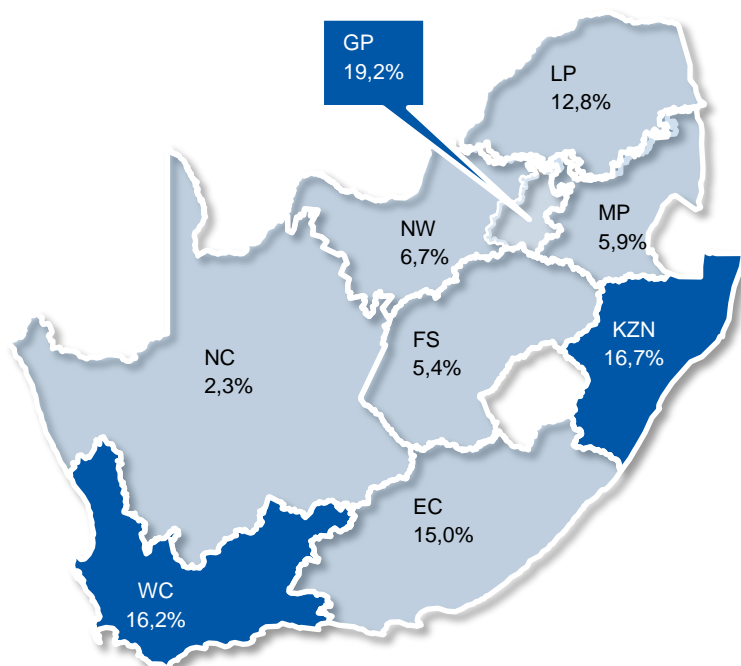 GP
19,2%
LP
12,8%
MP
5,9%
NW
6,7%
KZN
16,7%
FS
5,4%
NC
2,3%
EC
15,0%
WC
16,2%